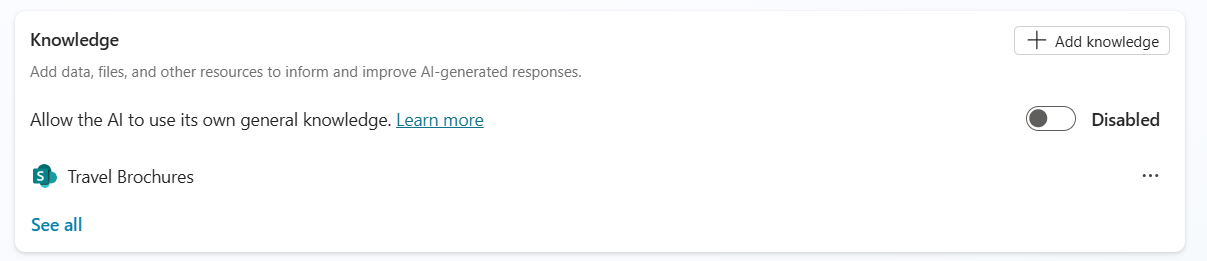 Knowledge
Add knowledge
Add data, files, and other resources to inform and improve AI-generated responses.
Allow the AI to use its own general knowledge. Learn more
Disabled
S
Travel Brochures
See all